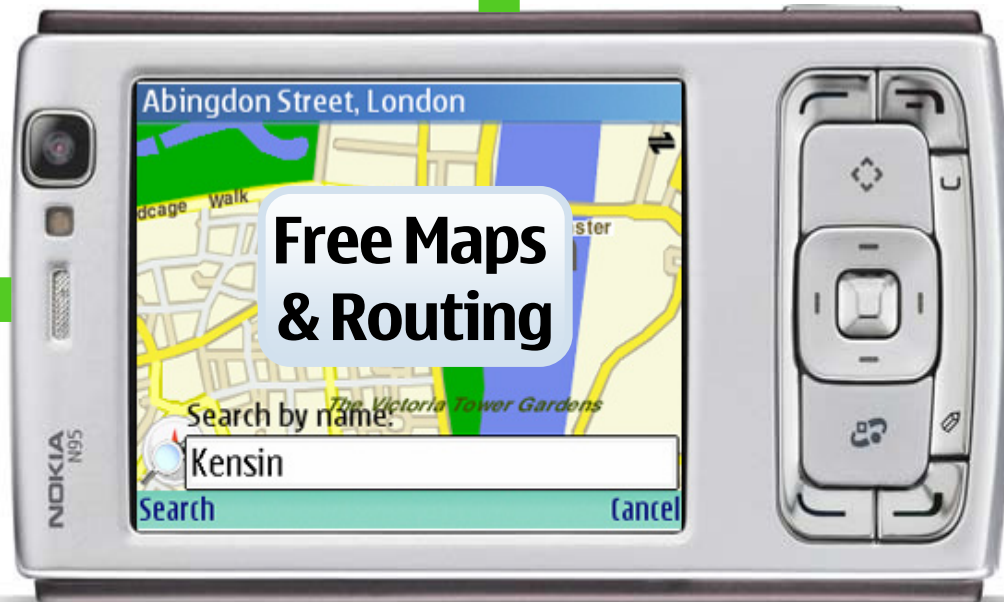 Abingdon Street, London
dcage Walk
ster
Free Maps
& Routing
The Victoria Tower Gardens
Search by name:
Kensin
Search
Cancel
NOKIA
N95